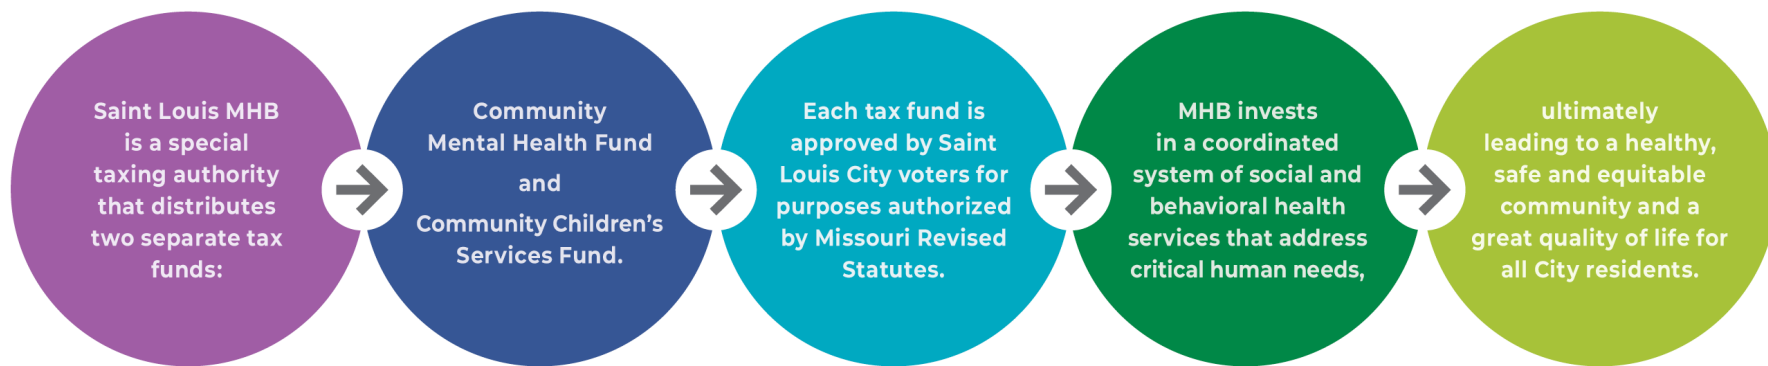 Saint Louis MHB
is a special
taxing authority
that distributes
two separate tax
funds:
Community
Mental Health Fund
and
Community Children’s
Services Fund.
Each tax fund is
approved by Saint
Louis City voters for
purposes authorized
by Missouri Revised
Statutes.
MHB invests
in a coordinated
system of social and
behavioral health
services that address
critical human needs,
ultimately
leading to a healthy,
safe and equitable
community and a
great quality of life for
all City residents.